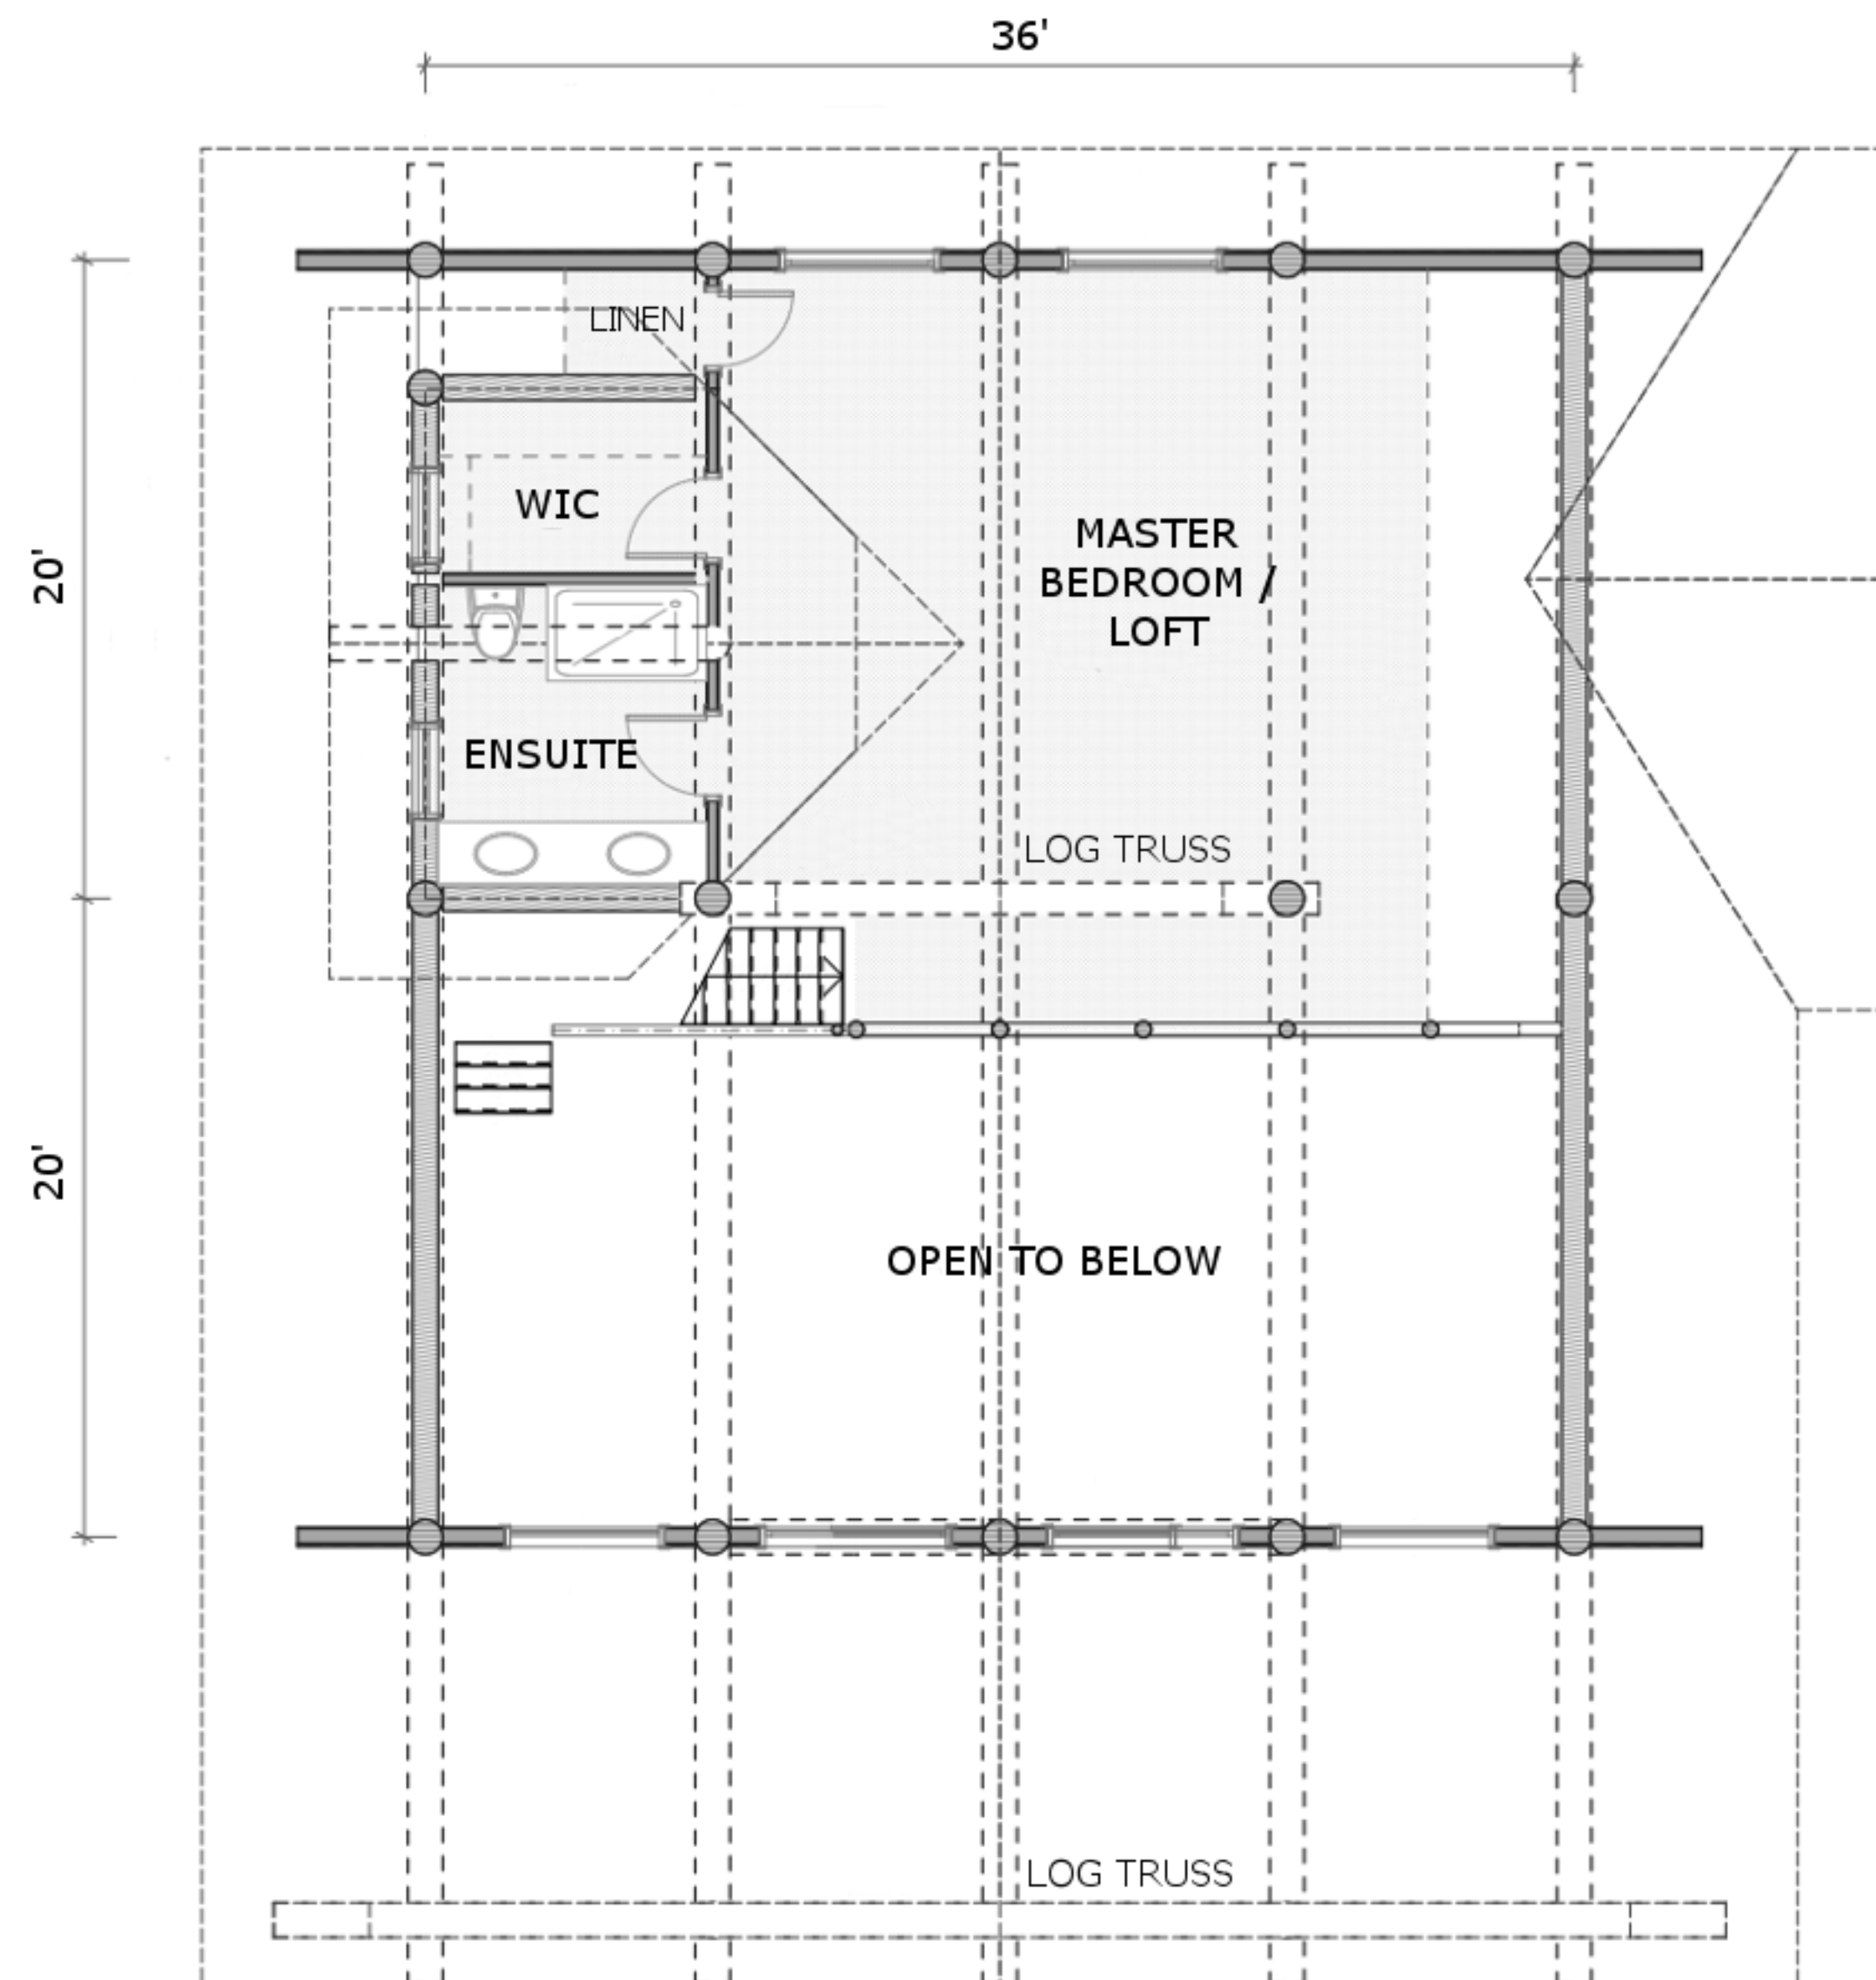 36'
LINEN
WIC
MASTER
BEDROOM /
LOFT
20'
ENSUITE
LOG TRUSS
20'
OPEN TO BELOW
LOG TRUSS